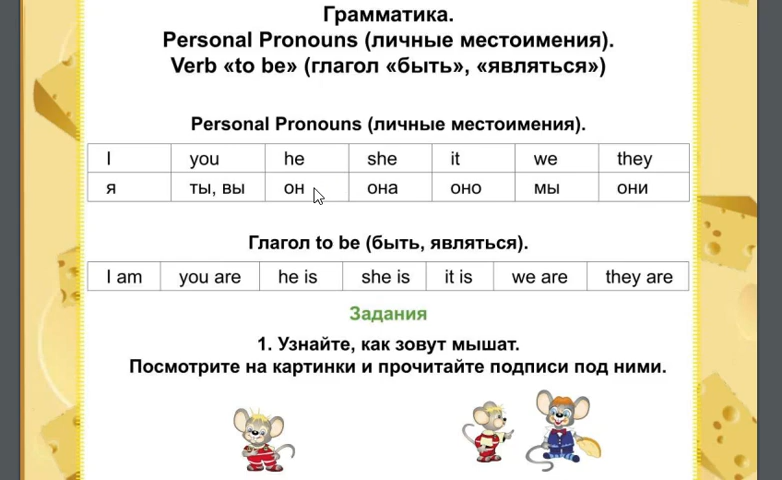 Грамматика.
Personal Pronouns (личные местоимения).
Verb «to be» (глагол «быть», «являться»)
Personal Pronouns (личные местоимения).
I you he she it we they
я ты, вы он она оно мы они
Глагол to be (быть, являться).
I am you are he is she is it is we are they are
Задания
1. Узнайте, как зовут мышат.
Посмотрите на картинки и прочитайте подписи под ними.